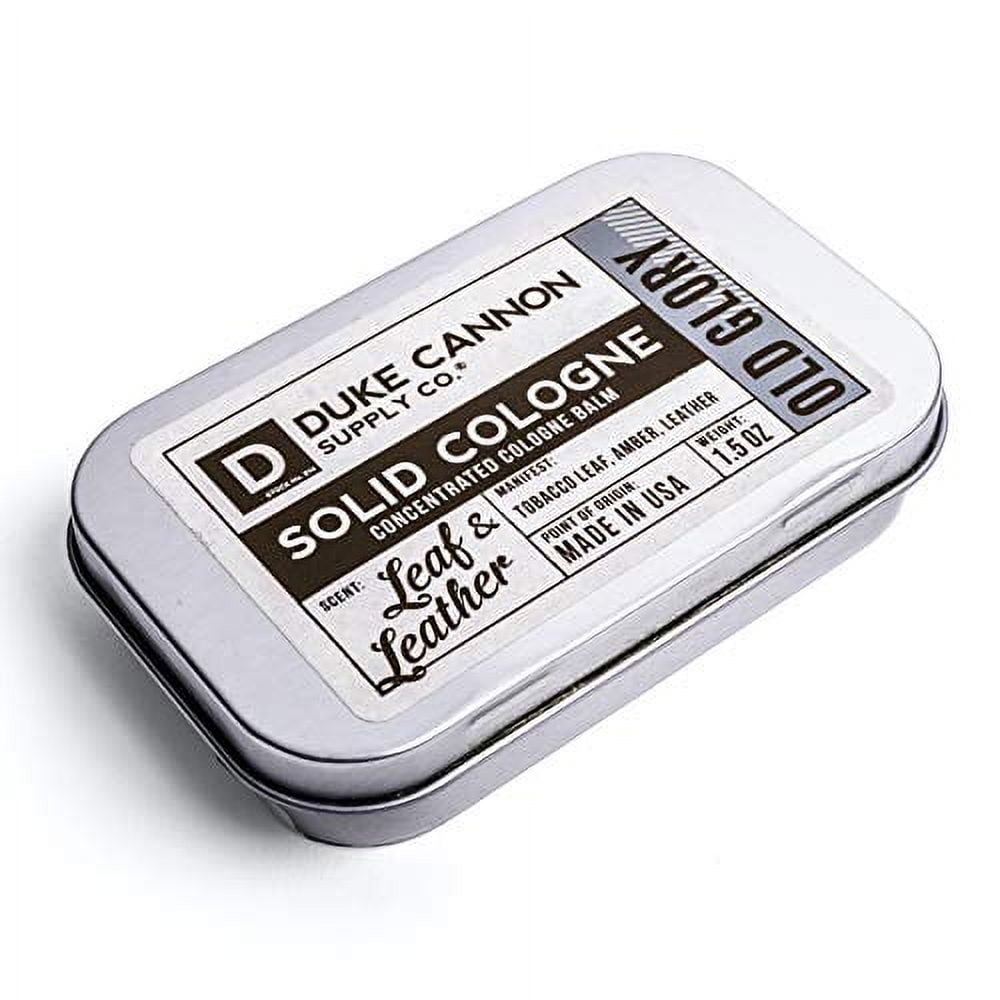 D
DUKE CANNON
SUPPLY CO.®
SOLID COLOGNE
CONCENTRATED COLOGNE BALM
SCENT:
Leaf &
Leather
MANIFEST:
TOBACCO LEAF, AMBER, LEATHER
POINT OF ORIGIN:
MADE IN USA
WEIGHT:
1.5 OZ
OLD GLORY